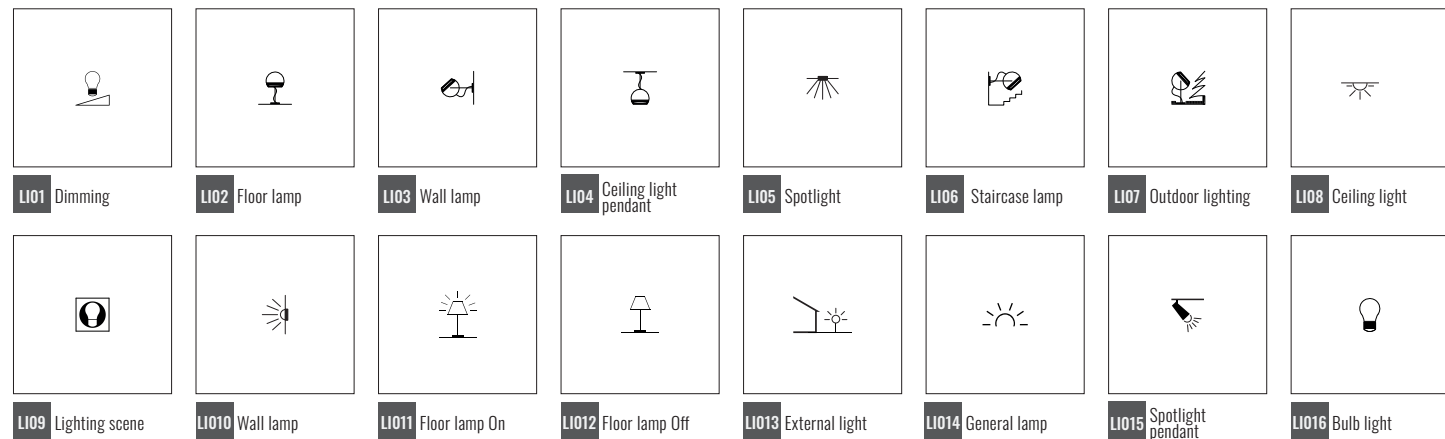 LI01 Dimming
LI02 Floor lamp
LI03 Wall lamp
LI04 Ceiling light
pendant
LI05 Spotlight
LI06 Staircase lamp
LI07 Outdoor lighting
LI08 Ceiling light
LI09 Lighting scene
LI010 Wall lamp
LI011 Floor lamp On
LI012 Floor lamp Off
LI013 External light
LI014 General lamp
LI015 Spotlight
pendant
LI016 Bulb light